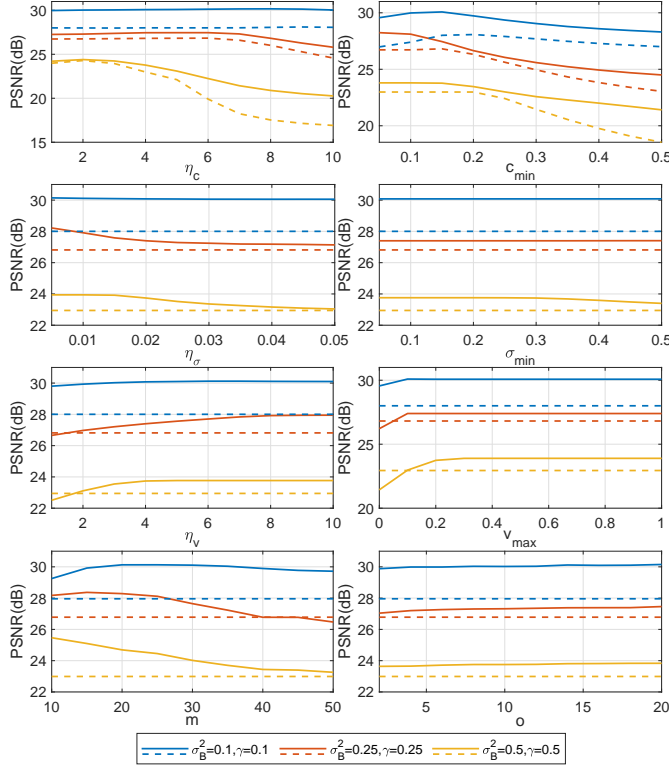 30
25
20
15
PSNR(dB)
2 4 6 8 10
η_c
30
25
20
0.1 0.2 0.3 0.4 0.5
c_min
30
28
26
24
22
PSNR(dB)
0.01 0.02 0.03 0.04 0.05
η_σ
30
28
26
24
22
PSNR(dB)
0.1 0.2 0.3 0.4 0.5
σ_min
30
28
26
24
22
PSNR(dB)
2 4 6 8 10
η_v
30
25
20
PSNR(dB)
0 0.2 0.4 0.6 0.8 1
v_max
30
28
26
24
22
PSNR(dB)
10 20 30 40 50
m
30
28
26
24
22
PSNR(dB)
5 10 15 20
o
σ_B^2=0.1,γ=0.1 σ_B^2=0.25,γ=0.25 σ_B^2=0.5,γ=0.5